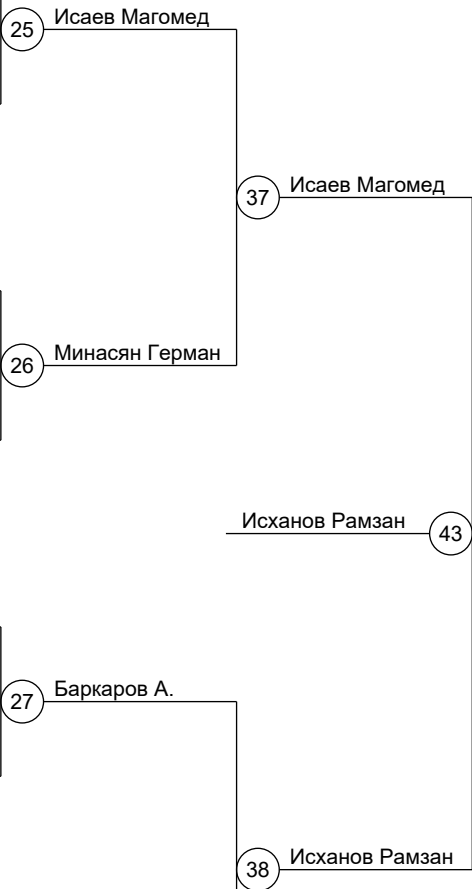 25 Исаев Магомед
37 Исаев Магомед
26 Минасян Герман
Исханов Рамзан 43
27 Баркаров А.
38 Исханов Рамзан